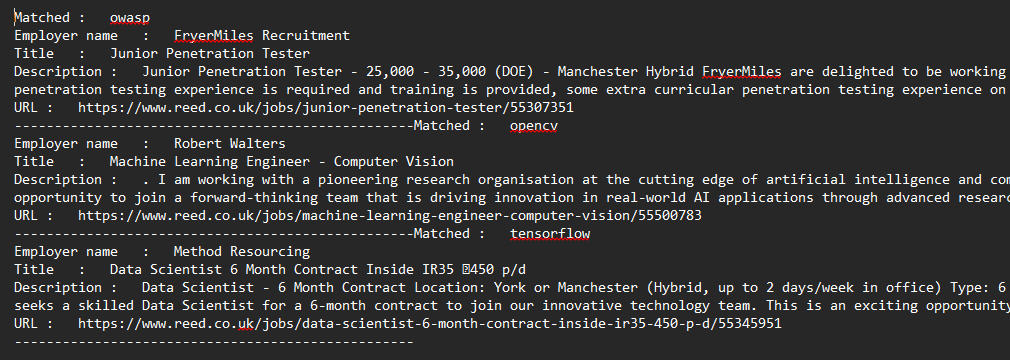 Matched :   owasp
Employer name   :   FryerMiles Recruitment
Title   :   Junior Penetration Tester
Description :   Junior Penetration Tester - 25,000 - 35,000 (DOE) - Manchester Hybrid FryerMiles are delighted to be working
penetration testing experience is required and training is provided, some extra curricular penetration testing experience on
URL :   https://www.reed.co.uk/jobs/junior-penetration-tester/55307351
--------------------------------------------------Matched :   opencv
Employer name   :   Robert Walters
Title   :   Machine Learning Engineer - Computer Vision
Description :   . I am working with a pioneering research organisation at the cutting edge of artificial intelligence and
opportunity to join a forward-thinking team that is driving innovation in real-world AI applications through advanced
URL :   https://www.reed.co.uk/jobs/machine-learning-engineer-computer-vision/55500783
--------------------------------------------------Matched :   tensorflow
Employer name   :   Method Resourcing
Title   :   Data Scientist 6 Month Contract Inside IR35 450 p/d
Description :   Data Scientist - 6 Month Contract Location: York or Manchester (Hybrid, up to 2 days/week in office) Type: 6
seeks a skilled Data Scientist for a 6-month contract to join our innovative technology team. This is an exciting opportunity
URL :   https://www.reed.co.uk/jobs/data-scientist-6-month-contract-inside-ir35-450-p-d/55345951
--------------------------------------------------